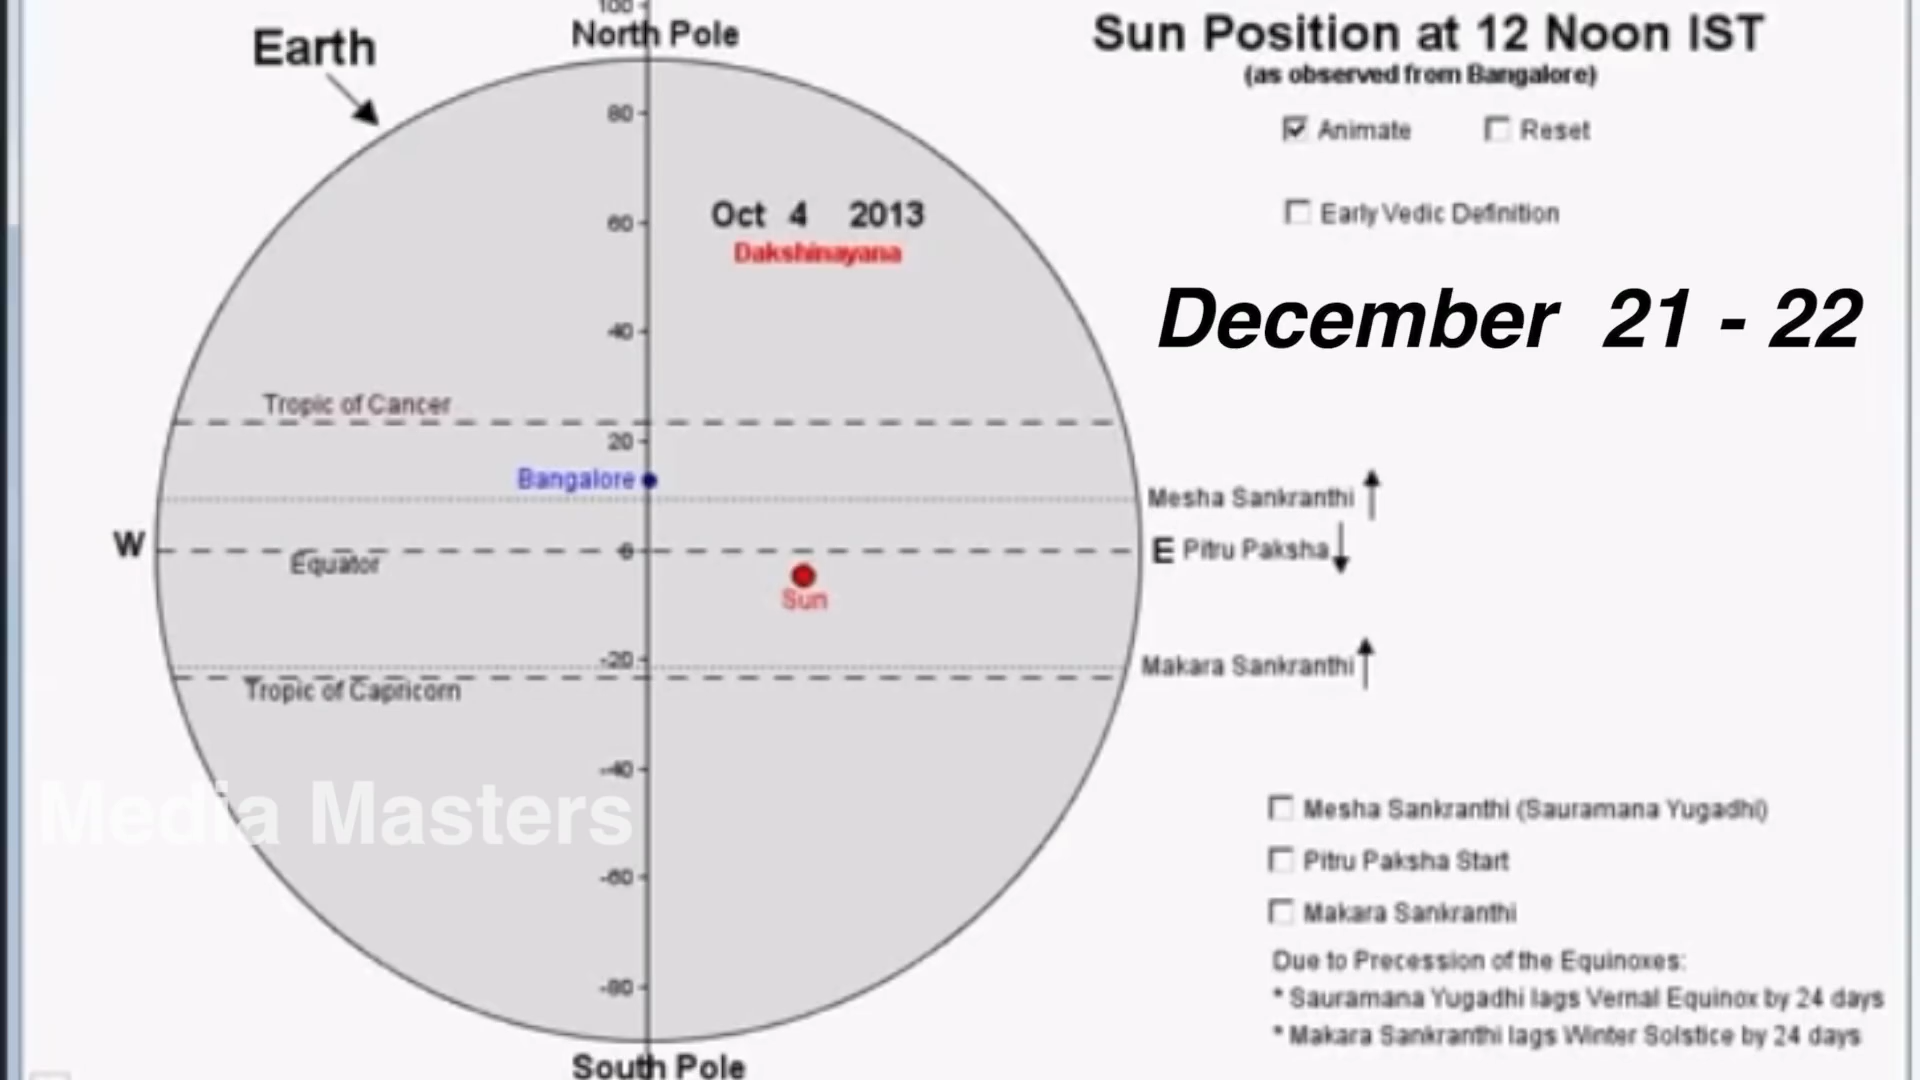 100
North Pole
Earth
Sun Position at 12 Noon IST
(as observed from Bangalore)
Animate
Reset
80
Oct 4 2013
Dakshinayana
60
Early Vedic Definition
December 21 - 22
40
Tropic of Cancer
20
Bangalore
Mesha Sankranthi
W
Equator
0
E Pitru Paksha
Sun
-20
Makara Sankranthi
Tropic of Capricorn
-40
Media Masters
Mesha Sankranthi (Sauramana Yugadhi)
-60
Pitru Paksha Start
Makara Sankranthi
Due to Precession of the Equinoxes:
-80
* Sauramana Yugadhi lags Vernal Equinox by 24 days
* Makara Sankranthi lags Winter Solstice by 24 days
South Pole